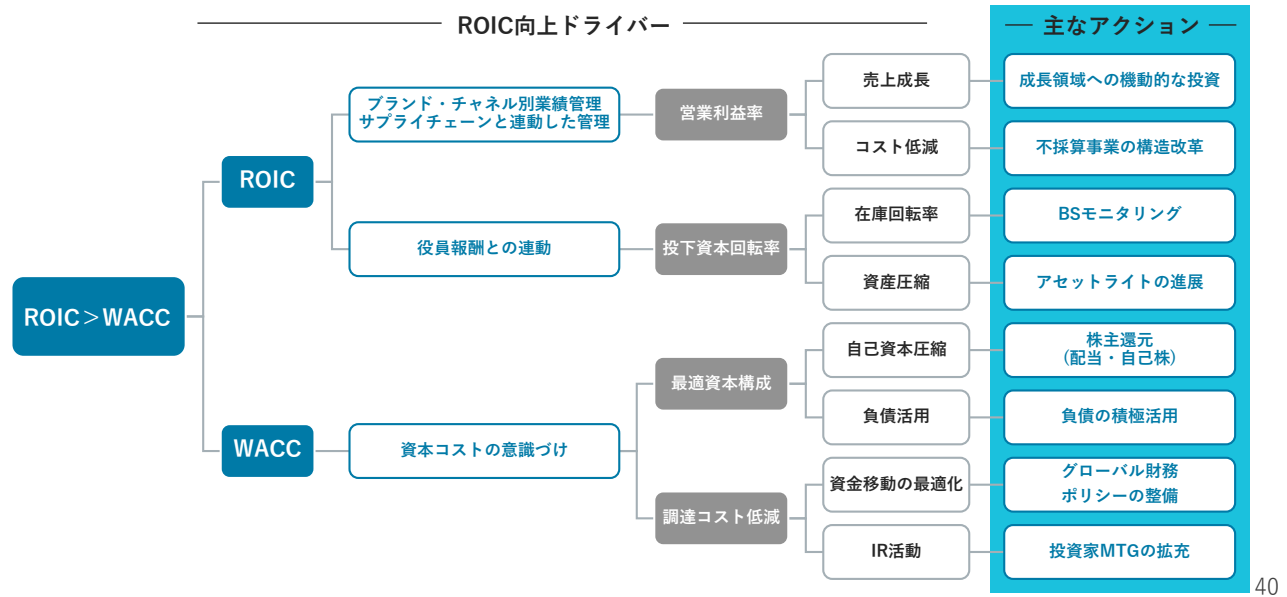 ROIC向上ドライバー
主なアクション
ROIC>WACC
ROIC
ブランド・チャネル別業績管理
サプライチェーンと連動した管理
営業利益率
売上成長
成長領域への機動的な投資
コスト低減
不採算事業の構造改革
役員報酬との連動
投下資本回転率
在庫回転率
BSモニタリング
資産圧縮
アセットライトの進展
WACC
資本コストの意識づけ
最適資本構成
自己資本圧縮
株主還元
(配当・自己株)
負債活用
負債の積極活用
調達コスト低減
資金移動の最適化
グローバル財務
ポリシーの整備
IR活動
投資家MTGの拡充
40